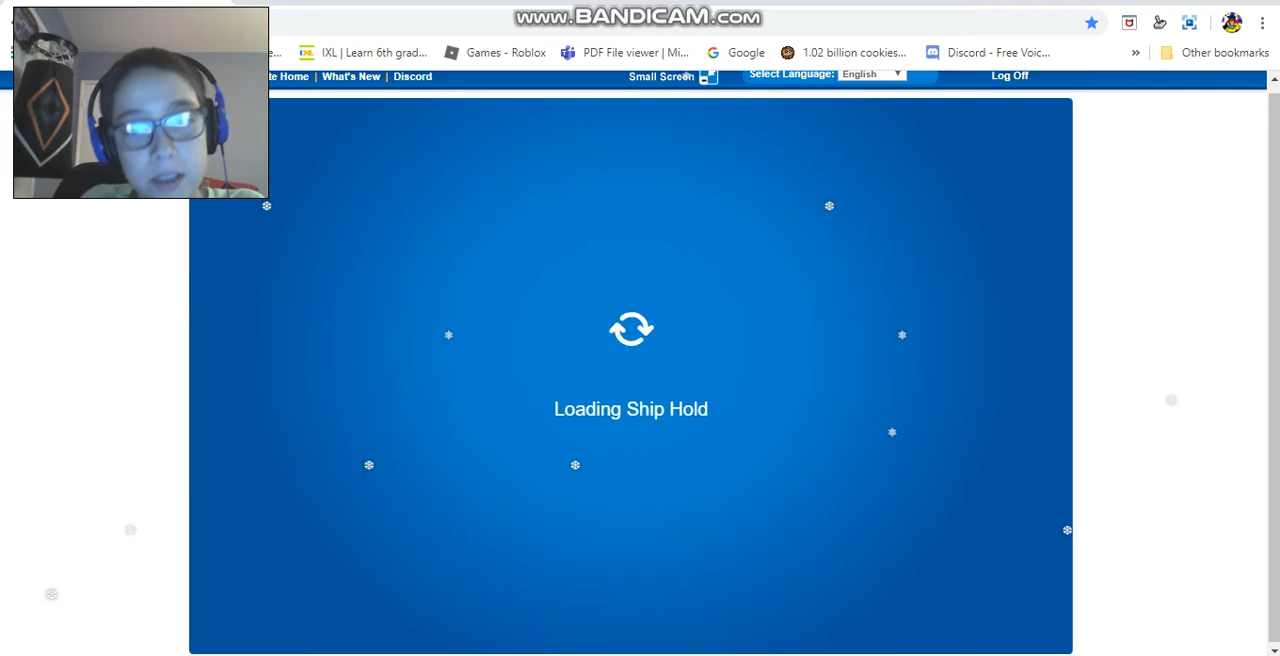 www.BANDICAM.com
e... IXL | Learn 6th grad... Games - Roblox PDF File viewer | Mi... Google 1.02 billion cookies... Discord - Free Voic... » Other bookmarks
te Home | What's New | Discord Small Screen Select Language: English Log Off
Loading Ship Hold